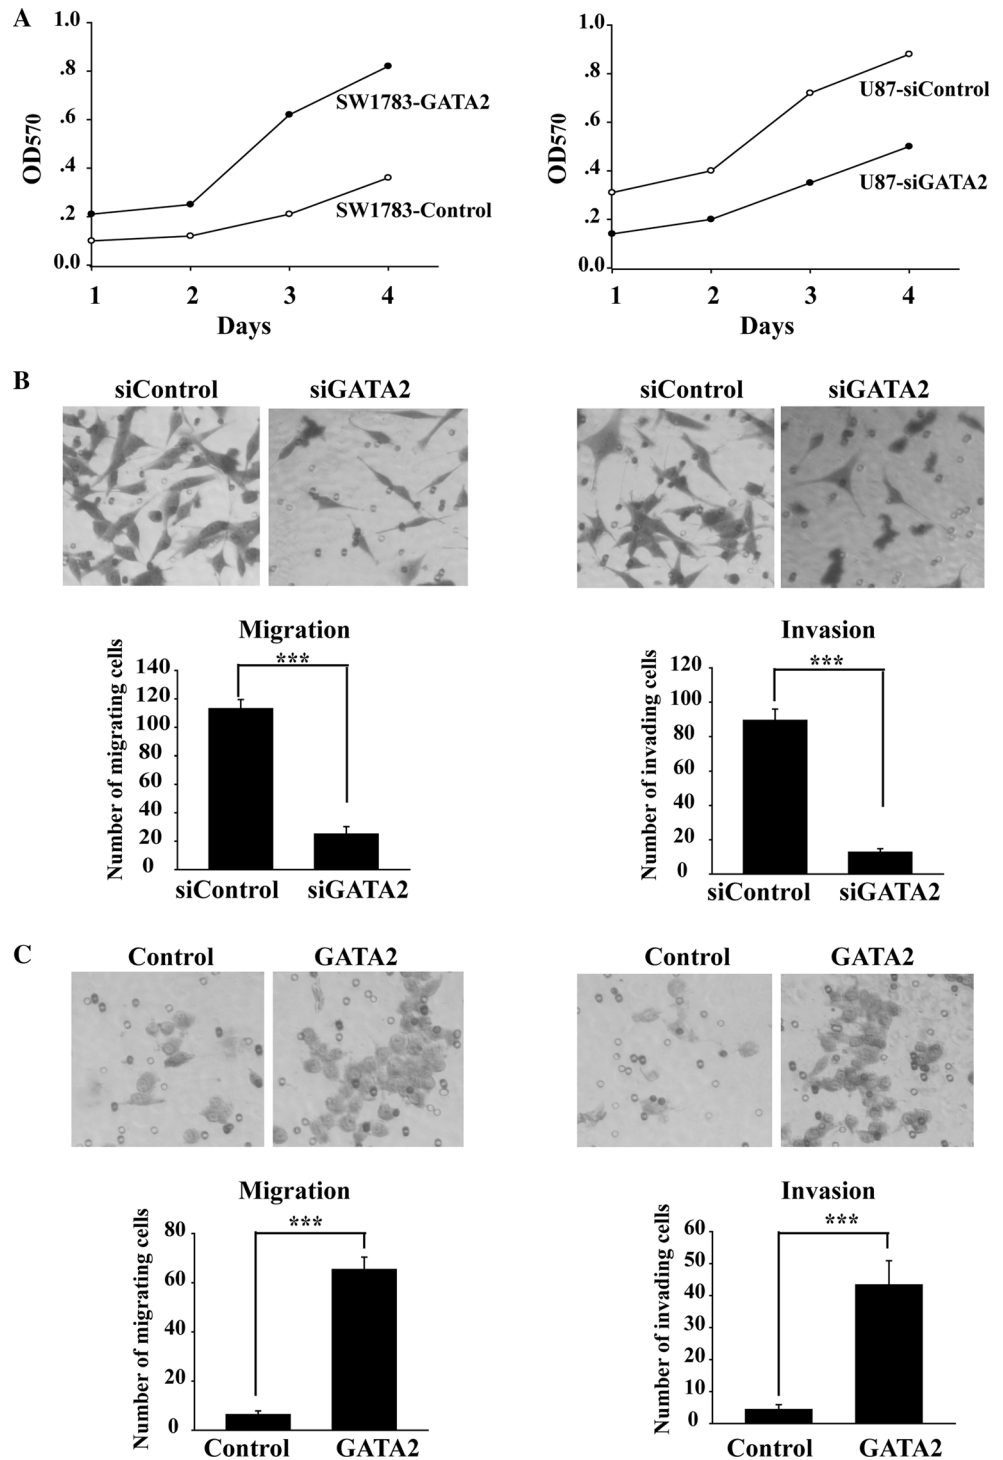 A
1.0
.8
.6
.4
.2
0.0
OD570
SW1783-GATA2
SW1783-Control
1 2 3 4
Days
1.0
.8
.6
.4
.2
0.0
OD570
U87-siControl
U87-siGATA2
1 2 3 4
Days
B
siControl siGATA2
siControl siGATA2
Migration
Number of migrating cells
140
120
100
80
60
40
20
0
***
siControl siGATA2
Invasion
Number of invading cells
120
100
80
60
40
20
0
***
siControl siGATA2
C
Control GATA2
Control GATA2
Migration
Number of migrating cells
80
60
40
20
0
***
Control GATA2
Invasion
Number of invading cells
60
50
40
30
20
10
0
***
Control GATA2